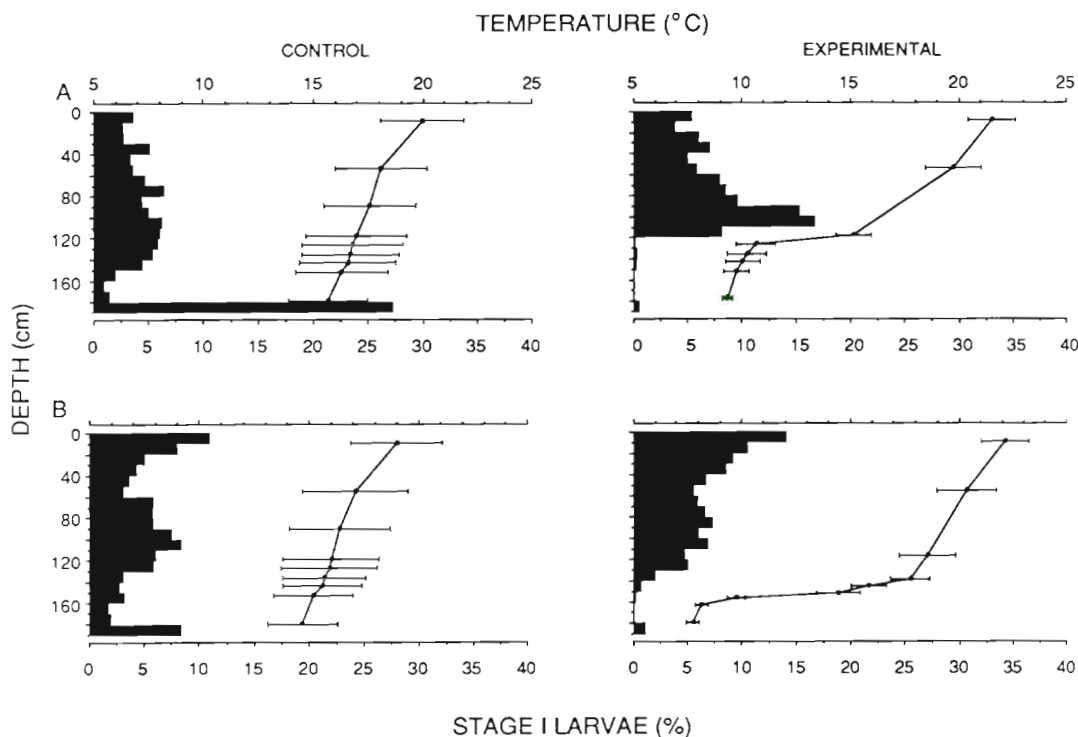 TEMPERATURE (°C)
CONTROL
EXPERIMENTAL
5 10 15 20 25
5 10 15 20 25
A
0
40
80
120
160
0 5 10 15 20 25 30 35 40
0 5 10 15 20 25 30 35 40
DEPTH (cm)
B
0
40
80
120
160
0 5 10 15 20 25 30 35 40
0 5 10 15 20 25 30 35 40
STAGE I LARVAE (%)